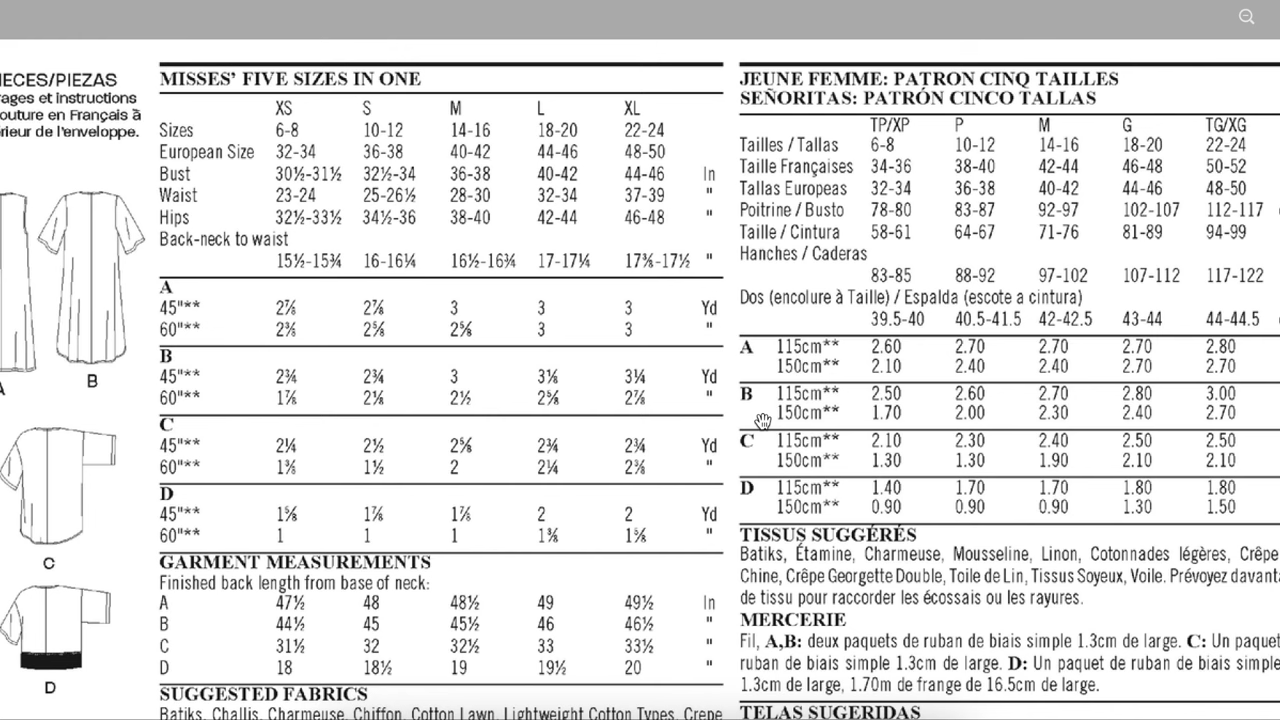 IECES/PIEZAS
rages et instructions
outure en Français à
érieur de l'enveloppe.
A
B
C
D
MISSES' FIVE SIZES IN ONE
XS S M L XL
Sizes 6-8 10-12 14-16 18-20 22-24
European Size 32-34 36-38 40-42 44-46 48-50
Bust 30½-31½ 32½-34 36-38 40-42 44-46 In
Waist 23-24 25-26½ 28-30 32-34 37-39 "
Hips 32½-33½ 34½-36 38-40 42-44 46-48 "
Back-neck to waist
15½-15¾ 16-16¼ 16½-16¾ 17-17¼ 17⅜-17½ "
A
45"** 2⅞ 2⅞ 3 3 3 Yd
60"** 2⅜ 2⅝ 2⅝ 3 3 "
B
45"** 2¾ 2¾ 3 3⅛ 3¼ Yd
60"** 1⅞ 2⅛ 2½ 2⅝ 2⅞ "
C
45"** 2¼ 2½ 2⅝ 2¾ 2¾ Yd
60"** 1⅜ 1½ 2 2¼ 2⅜ "
D
45"** 1⅝ 1⅞ 1⅞ 2 2 Yd
60"** 1 1 1 1⅜ 1⅝ "
GARMENT MEASUREMENTS
Finished back length from base of neck:
A 47½ 48 48½ 49 49½ In
B 44½ 45 45½ 46 46½ "
C 31½ 32 32½ 33 33½ "
D 18 18½ 19 19½ 20 "
SUGGESTED FABRICS
Batiks, Challis, Charmeuse, Chiffon, Cotton Lawn, Lightweight Cotton Types, Crepe
JEUNE FEMME: PATRON CINQ TAILLES
SEÑORITAS: PATRÓN CINCO TALLAS
TP/XP P M G TG/XG
Tailles / Tallas 6-8 10-12 14-16 18-20 22-24
Taille Françaises 34-36 38-40 42-44 46-48 50-52
Tallas Europeas 32-34 36-38 40-42 44-46 48-50
Poitrine / Busto 78-80 83-87 92-97 102-107 112-117
Taille / Cintura 58-61 64-67 71-76 81-89 94-99
Hanches / Caderas
83-85 88-92 97-102 107-112 117-122
Dos (encolure à Taille) / Espalda (escote a cintura)
39.5-40 40.5-41.5 42-42.5 43-44 44-44.5
A 115cm** 2.60 2.70 2.70 2.70 2.80
150cm** 2.10 2.40 2.40 2.70 2.70
B 115cm** 2.50 2.60 2.70 2.80 3.00
150cm** 1.70 2.00 2.30 2.40 2.70
C 115cm** 2.10 2.30 2.40 2.50 2.50
150cm** 1.30 1.30 1.90 2.10 2.10
D 115cm** 1.40 1.70 1.70 1.80 1.80
150cm** 0.90 0.90 0.90 1.30 1.50
TISSUS SUGGÉRÉS
Batiks, Étamine, Charmeuse, Mousseline, Linon, Cotonnades légères, Crêpe
Chine, Crêpe Georgette Double, Toile de Lin, Tissus Soyeux, Voile. Prévoyez davant
de tissu pour raccorder les écossais ou les rayures.
MERCERIE
Fil, A,B: deux paquets de ruban de biais simple 1.3cm de large. C: Un paquet
ruban de biais simple 1.3cm de large. D: Un paquet de ruban de biais simple
1.3cm de large, 1.70m de frange de 16.5cm de large.
TELAS SUGERIDAS